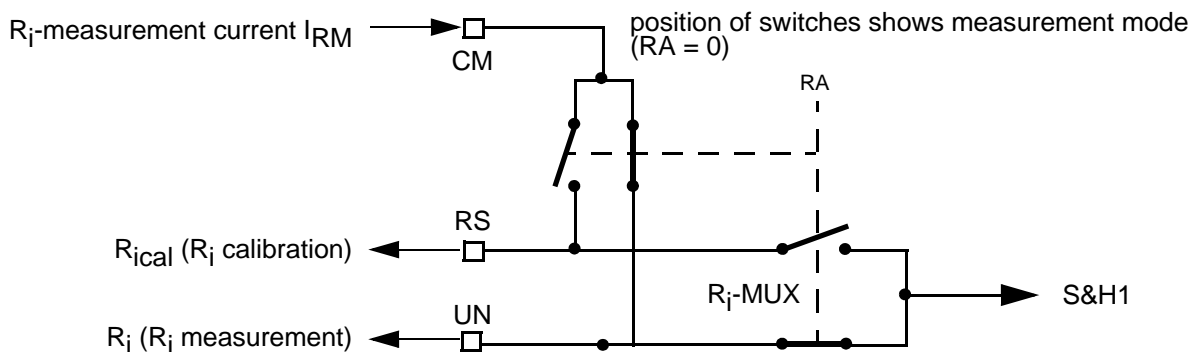 Ri-measurement current IRM
CM
position of switches shows measurement mode
(RA = 0)
RA
RS
Rical (Ri calibration)
Ri-MUX
S&H1
UN
Ri (Ri measurement)